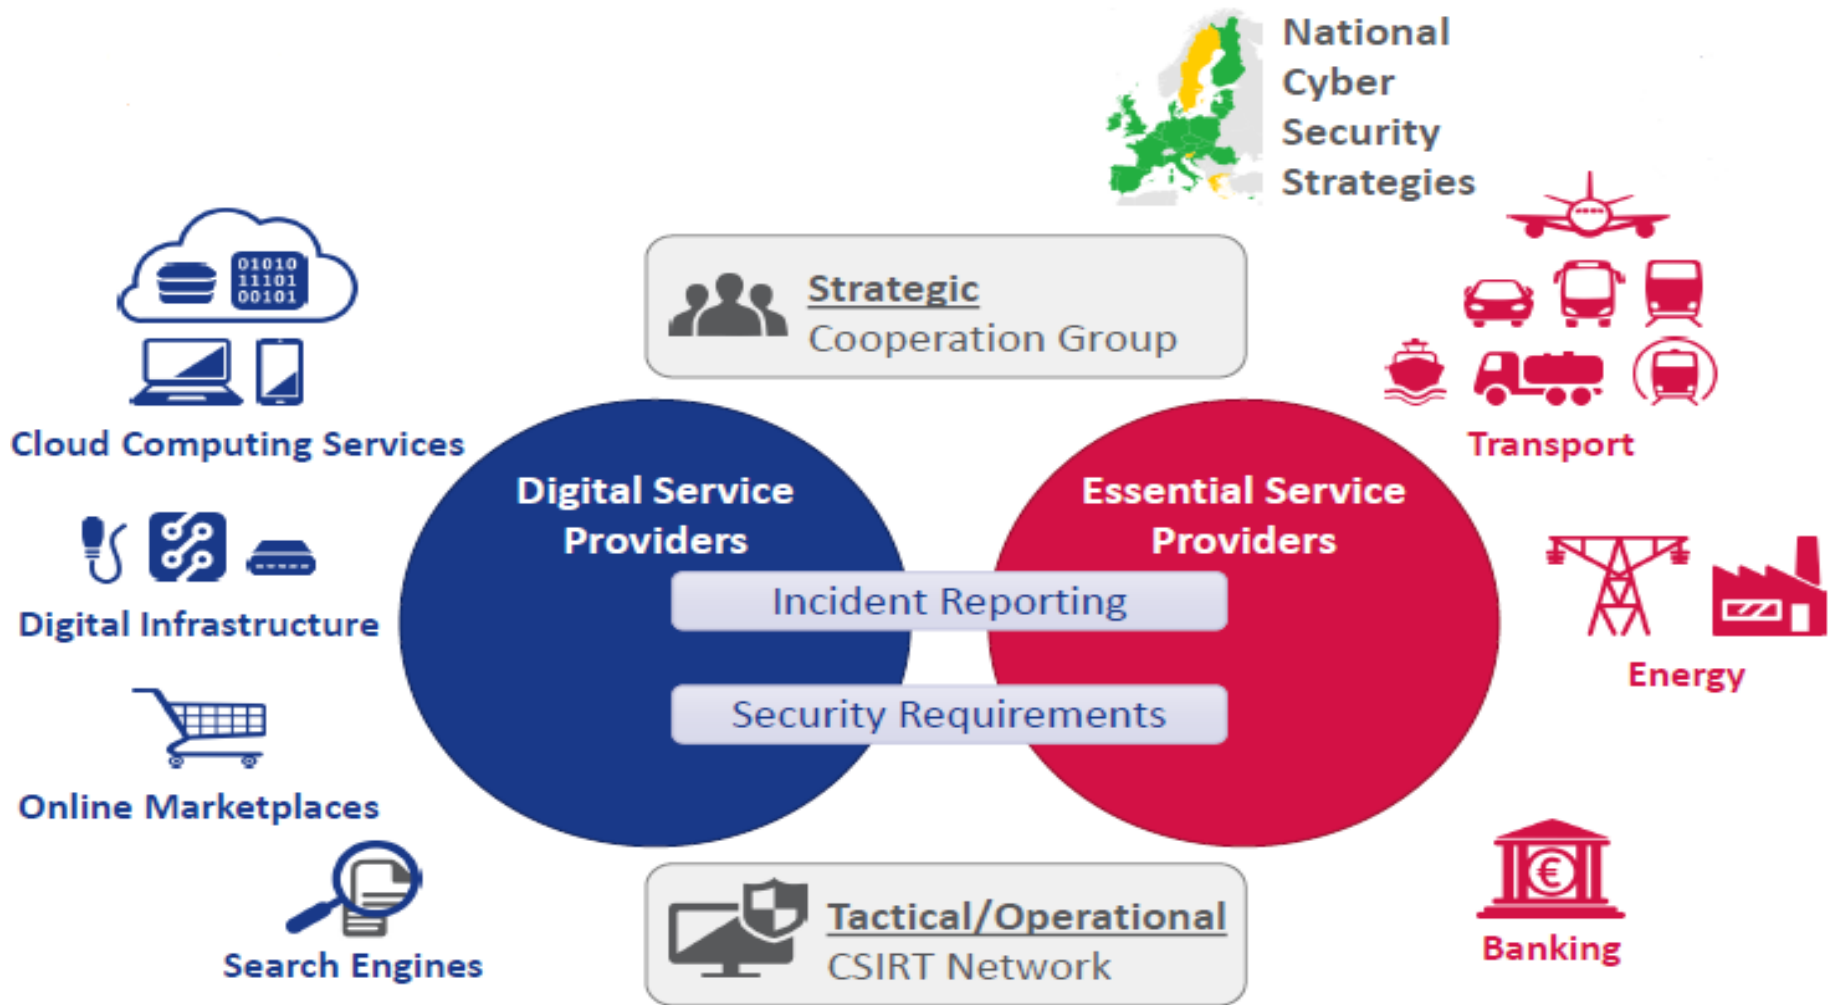 National
Cyber
Security
Strategies
01010
11101
00101
Strategic
Cooperation Group
Cloud Computing Services
Transport
Digital Service
Providers
Essential Service
Providers
Incident Reporting
Digital Infrastructure
Energy
Security Requirements
Online Marketplaces
€
Tactical/Operational
CSIRT Network
Search Engines
Banking